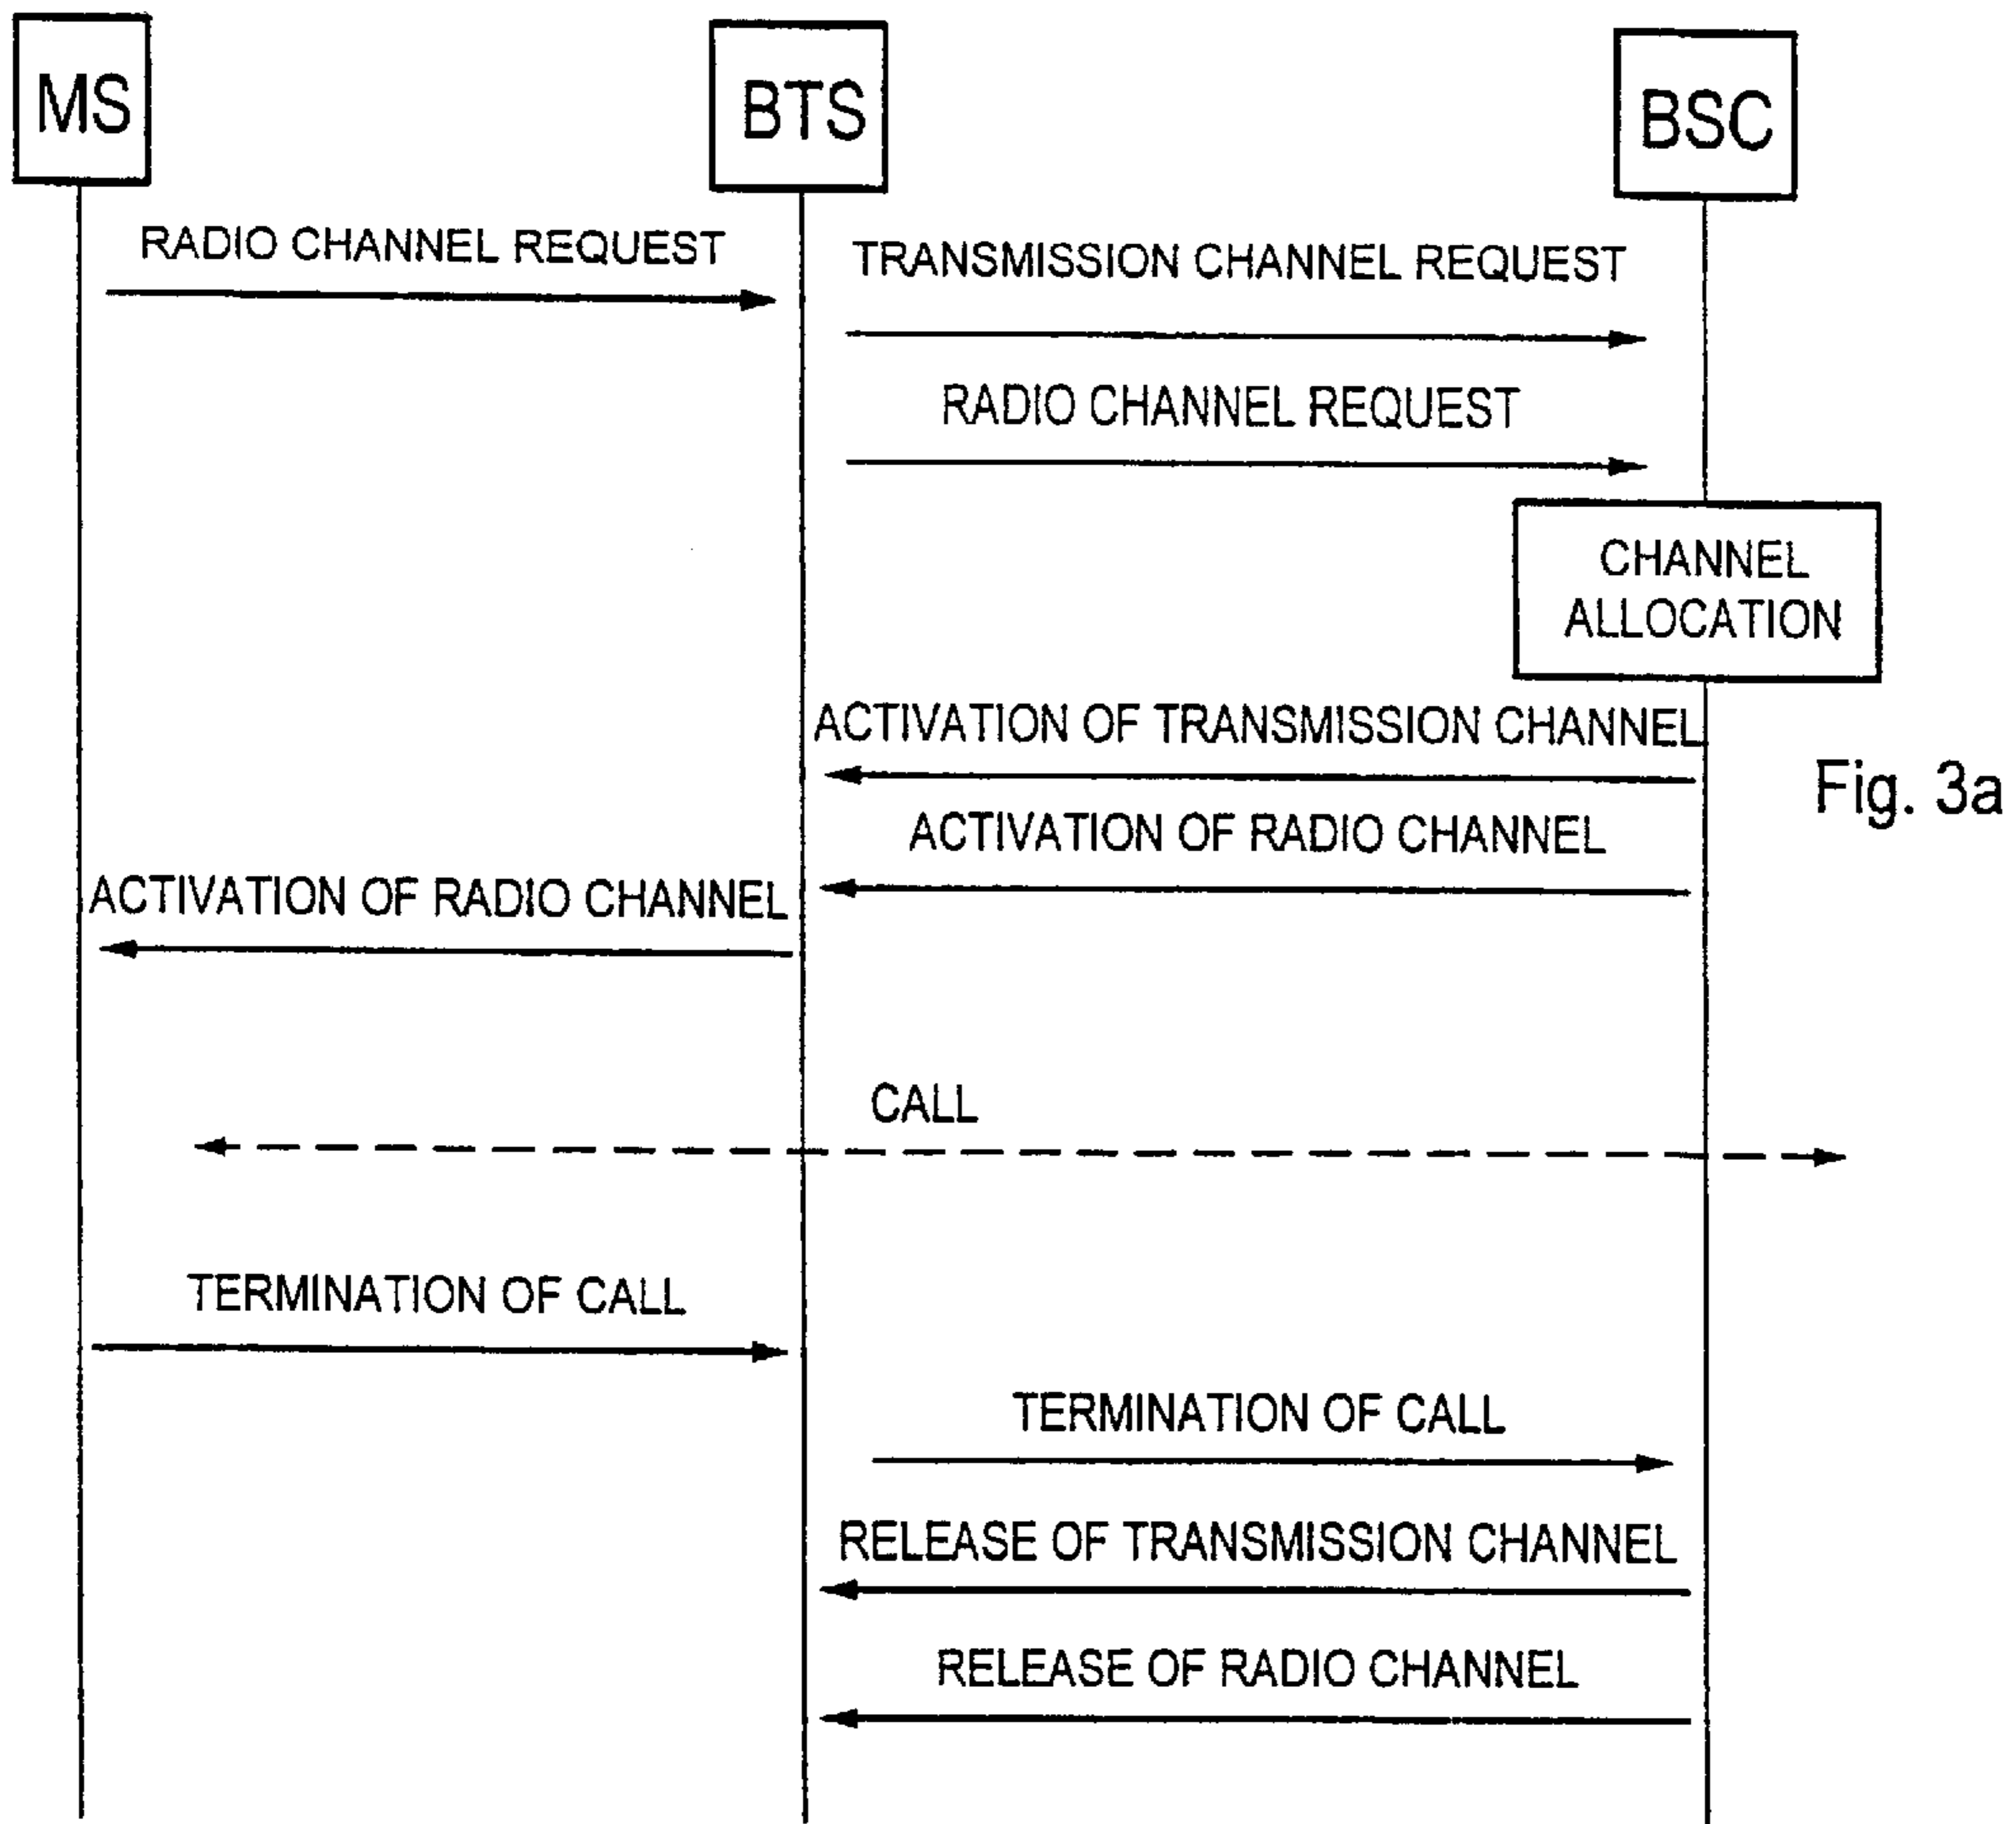 MS
BTS
BSC
RADIO CHANNEL REQUEST
TRANSMISSION CHANNEL REQUEST
RADIO CHANNEL REQUEST
CHANNEL
ALLOCATION
ACTIVATION OF TRANSMISSION CHANNEL
Fig. 3a
ACTIVATION OF RADIO CHANNEL
ACTIVATION OF RADIO CHANNEL
CALL
TERMINATION OF CALL
TERMINATION OF CALL
RELEASE OF TRANSMISSION CHANNEL
RELEASE OF RADIO CHANNEL